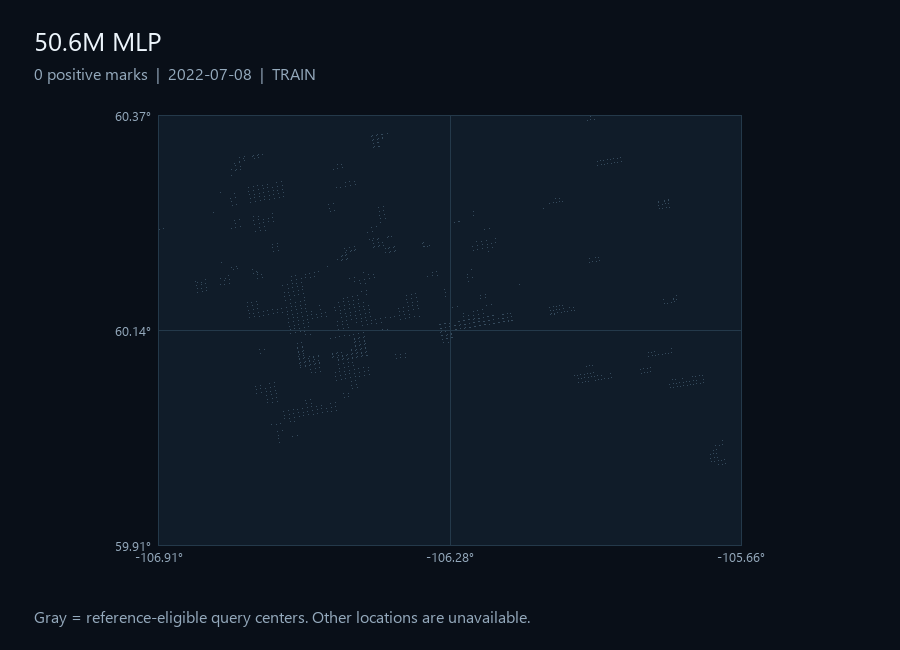 50.6M MLP
0 positive marks | 2022-07-08 | TRAIN
60.37°
60.14°
59.91°
-106.91° -106.28° -105.66°
Gray = reference-eligible query centers. Other locations are unavailable.